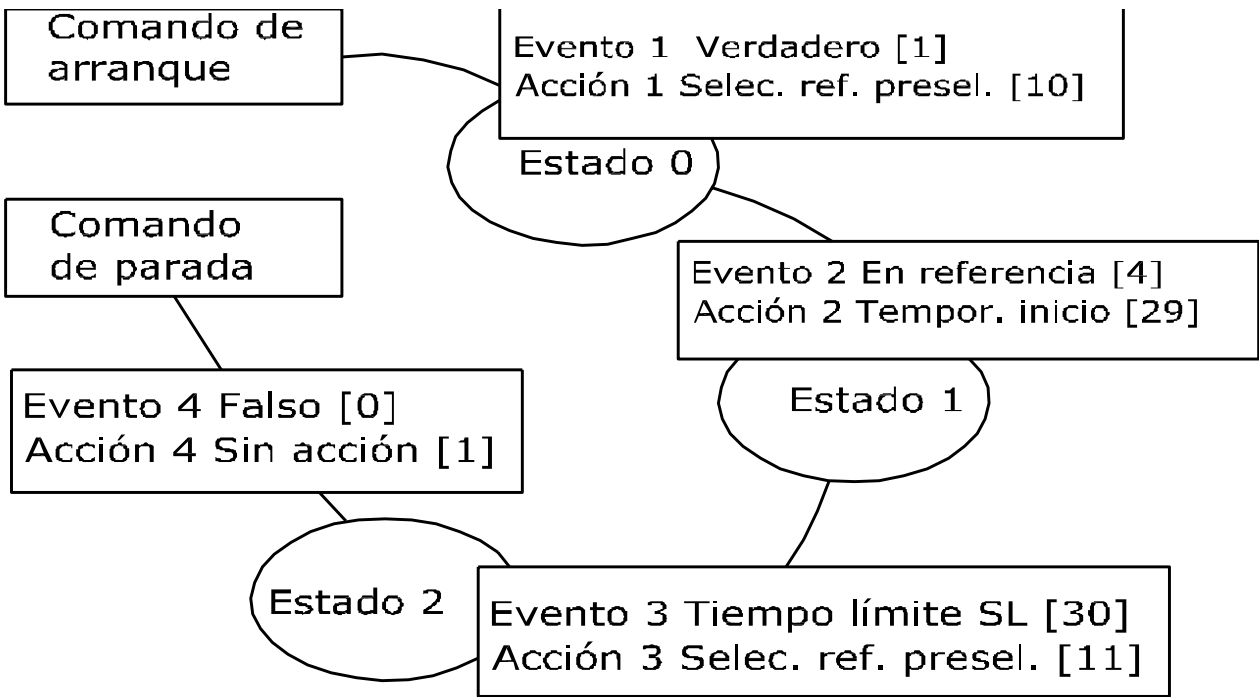 Comando de
arranque
Evento 1 Verdadero [1]
Acción 1 Selec. ref. presel. [10]
Estado 0
Comando
de parada
Evento 2 En referencia [4]
Acción 2 Tempor. inicio [29]
Estado 1
Evento 4 Falso [0]
Acción 4 Sin acción [1]
Estado 2
Evento 3 Tiempo límite SL [30]
Acción 3 Selec. ref. presel. [11]